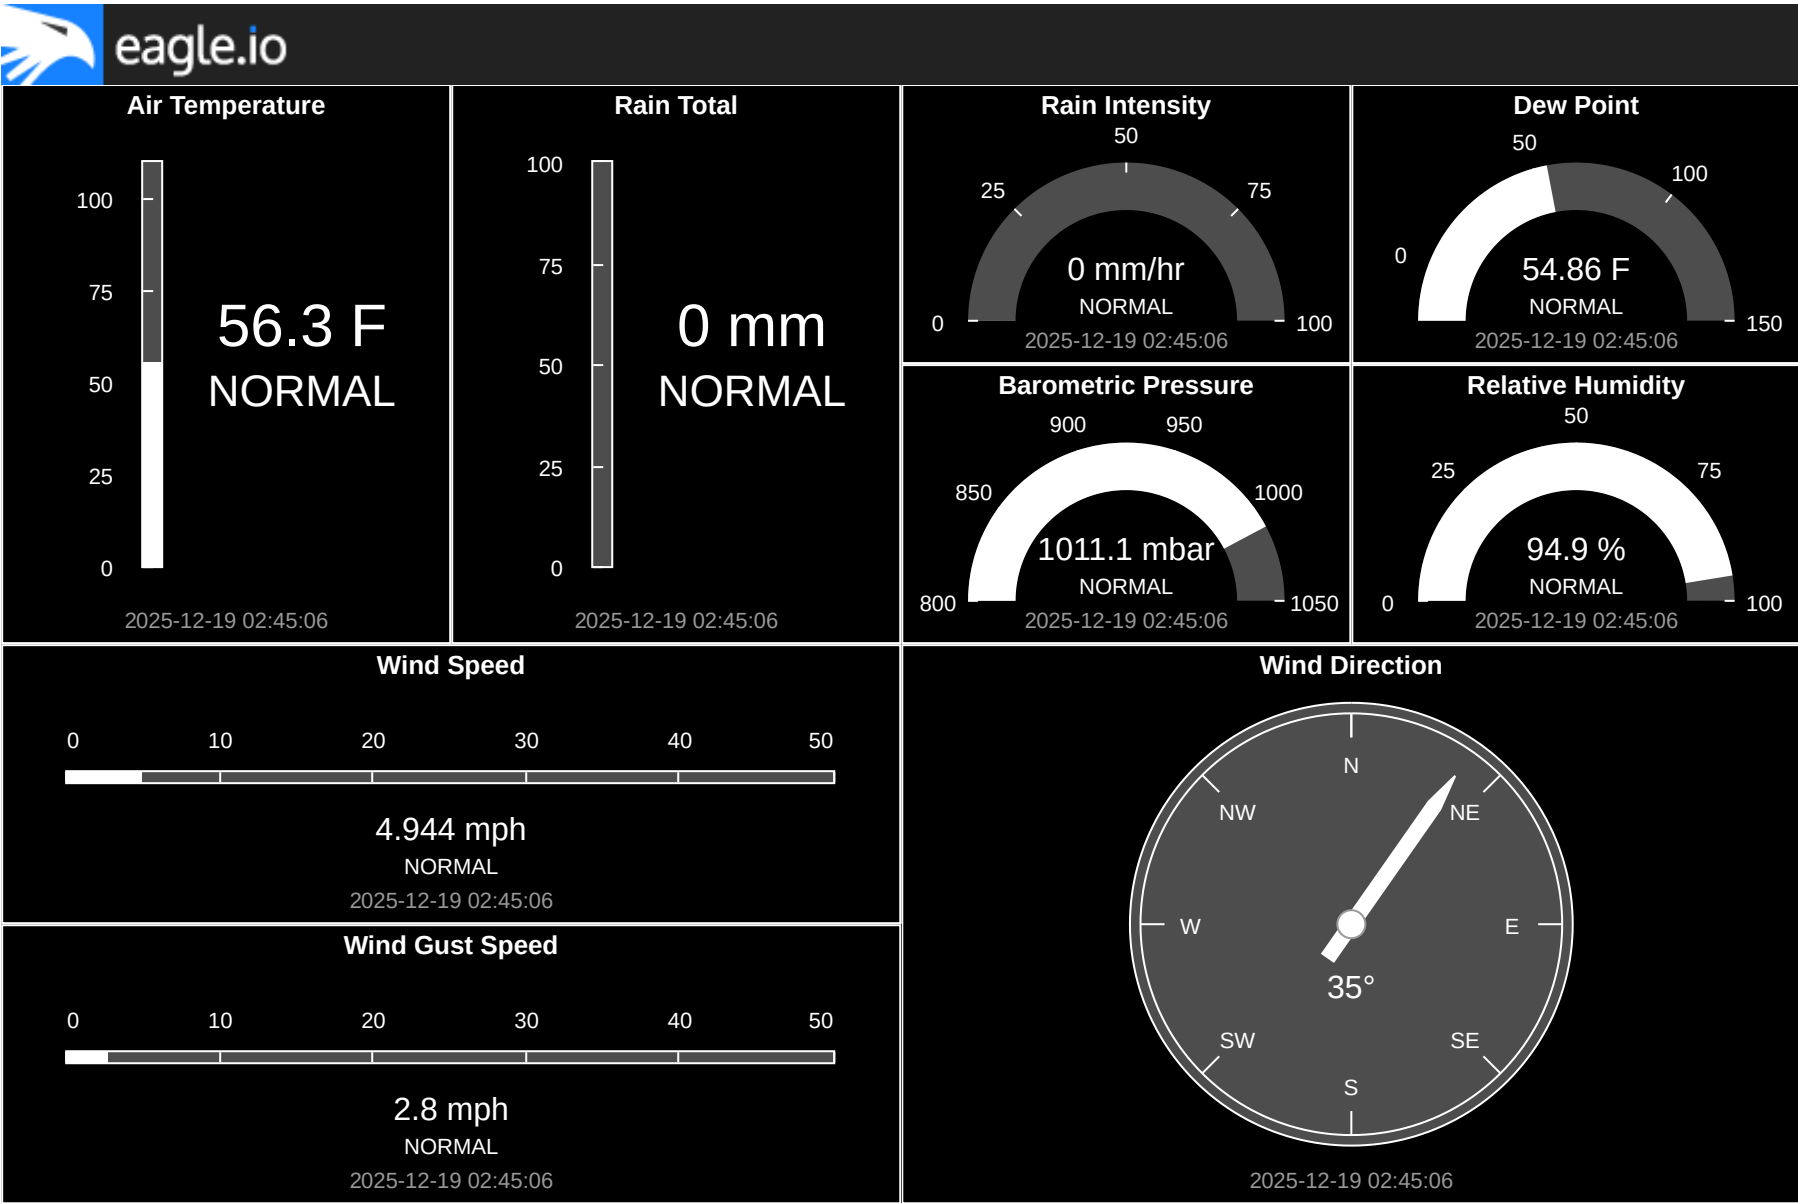 eagle.io
Air Temperature
100
75
50
25
0
56.3 F
NORMAL
2025-12-19 02:45:06
Rain Total
100
75
50
25
0
0 mm
NORMAL
2025-12-19 02:45:06
Rain Intensity
50
25
75
0
100
0 mm/hr
NORMAL
2025-12-19 02:45:06
Dew Point
50
100
0
150
54.86 F
NORMAL
2025-12-19 02:45:06
Barometric Pressure
900
950
850
1000
800
1050
1011.1 mbar
NORMAL
2025-12-19 02:45:06
Relative Humidity
50
25
75
0
100
94.9 %
NORMAL
2025-12-19 02:45:06
Wind Speed
0 10 20 30 40 50
4.944 mph
NORMAL
2025-12-19 02:45:06
Wind Gust Speed
0 10 20 30 40 50
2.8 mph
NORMAL
2025-12-19 02:45:06
Wind Direction
N
NW
NE
W
E
35°
SW
SE
S
2025-12-19 02:45:06